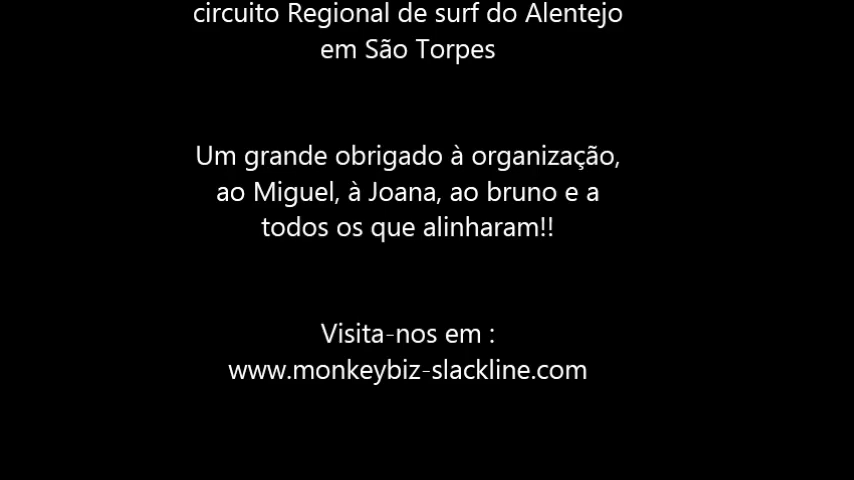 circuito Regional de surf do Alentejo
em São Torpes
Um grande obrigado à organização,
ao Miguel, à Joana, ao bruno e a
todos os que alinharam!!
Visita-nos em :
www.monkeybiz-slackline.com